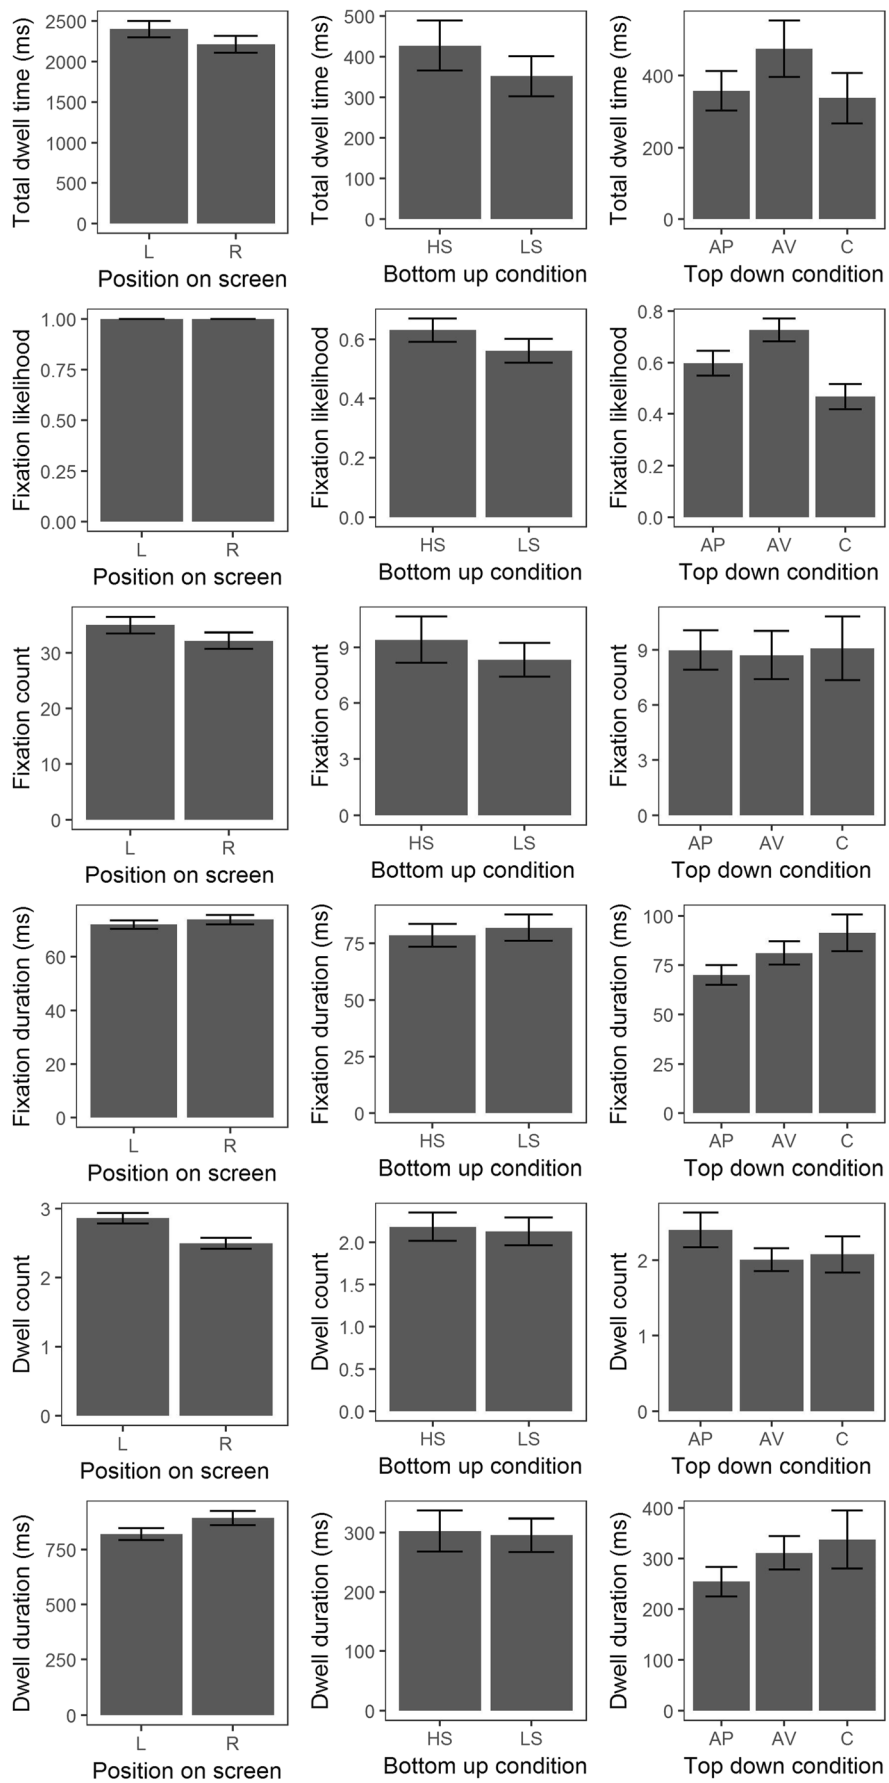 Total dwell time (ms)
2500
2000
1500
1000
500
0
L R
Position on screen
Total dwell time (ms)
500
400
300
200
100
0
HS LS
Bottom up condition
Total dwell time (ms)
400
200
0
AP AV C
Top down condition
Fixation likelihood
1.00
0.75
0.50
0.25
0.00
L R
Position on screen
Fixation likelihood
0.6
0.4
0.2
0.0
HS LS
Bottom up condition
Fixation likelihood
0.8
0.6
0.4
0.2
0.0
AP AV C
Top down condition
Fixation count
30
20
10
0
L R
Position on screen
Fixation count
9
6
3
0
HS LS
Bottom up condition
Fixation count
9
6
3
0
AP AV C
Top down condition
Fixation duration (ms)
60
40
20
0
L R
Position on screen
Fixation duration (ms)
75
50
25
0
HS LS
Bottom up condition
Fixation duration (ms)
100
75
50
25
0
AP AV C
Top down condition
Dwell count
3
2
1
0
L R
Position on screen
Dwell count
2.0
1.5
1.0
0.5
0.0
HS LS
Bottom up condition
Dwell count
2
1
0
AP AV C
Top down condition
Dwell duration (ms)
750
500
250
0
L R
Position on screen
Dwell duration (ms)
300
200
100
0
HS LS
Bottom up condition
Dwell duration (ms)
400
300
200
100
0
AP AV C
Top down condition